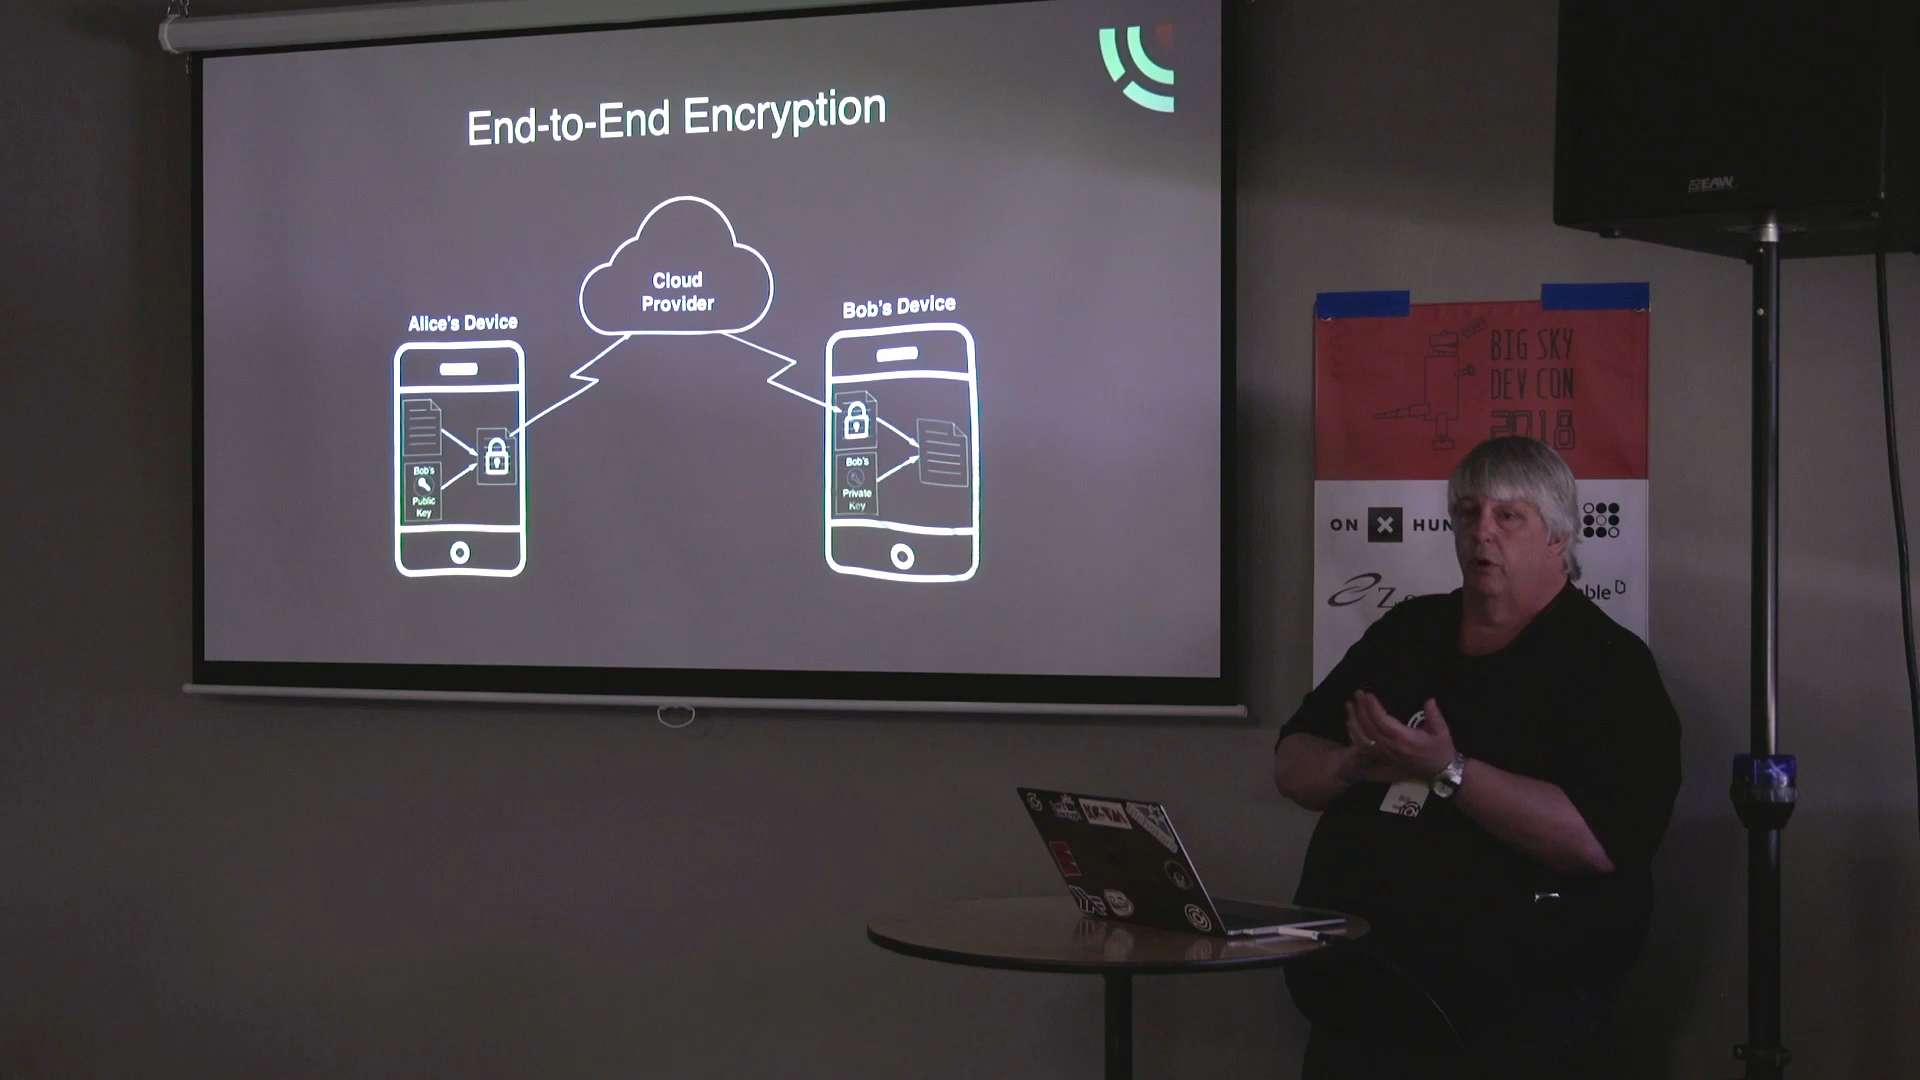 End-to-End Encryption
Cloud
Provider
Alice's Device
Bob's Device
Bob's
Public
Key
Bob's
Private
Key
EAW
BIG SKY
DEV CON
2018
ON X HUN
ble